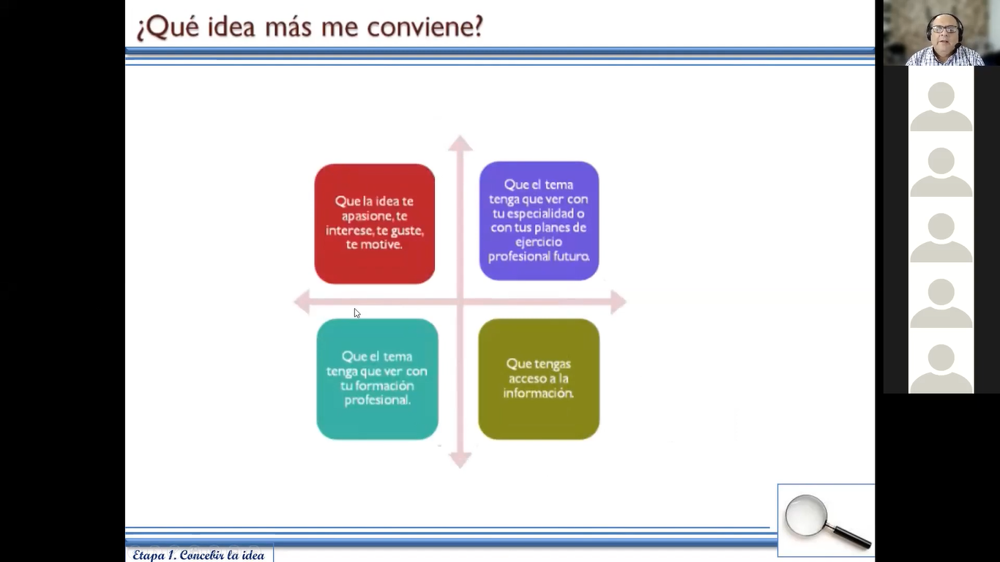 ¿Qué idea más me conviene?
Que la idea te
apasione, te
interese, te guste,
te motive.
Que el tema
tenga que ver con
tu especialidad o
con tus planes de
ejercicio
profesional futuro.
Que el tema
tenga que ver con
tu formación
profesional.
Que tengas
acceso a la
información.
Etapa 1. Concebir la idea